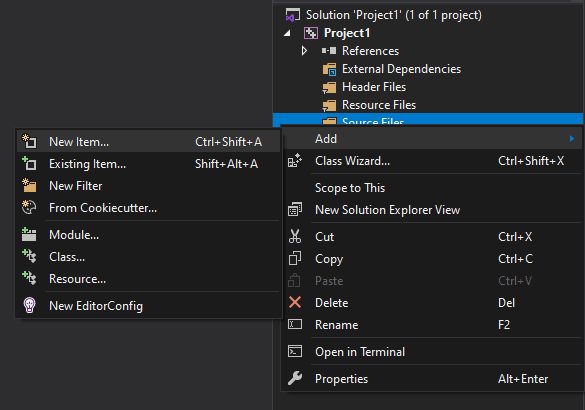 Solution 'Project1' (1 of 1 project)
Project1
References
External Dependencies
Header Files
Resource Files
Source Files
Add
Class Wizard... Ctrl+Shift+X
Scope to This
New Solution Explorer View
Cut Ctrl+X
Copy Ctrl+C
Paste Ctrl+V
Delete Del
Rename F2
Open in Terminal
Properties Alt+Enter
New Item... Ctrl+Shift+A
Existing Item... Shift+Alt+A
New Filter
From Cookiecutter...
Module...
Class...
Resource...
New EditorConfig